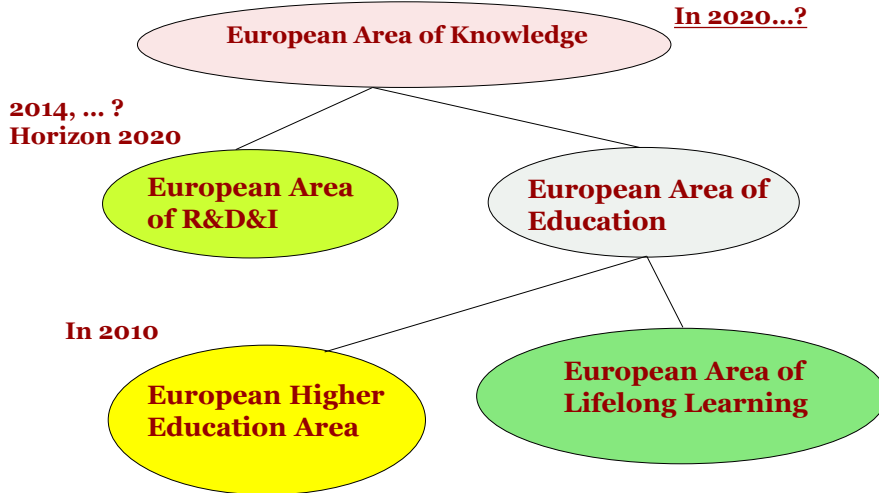 European Area of Knowledge
In 2020...?
2014, ... ?
Horizon 2020
European Area
of R&D&I
European Area of
Education
In 2010
European Higher
Education Area
European Area of
Lifelong Learning